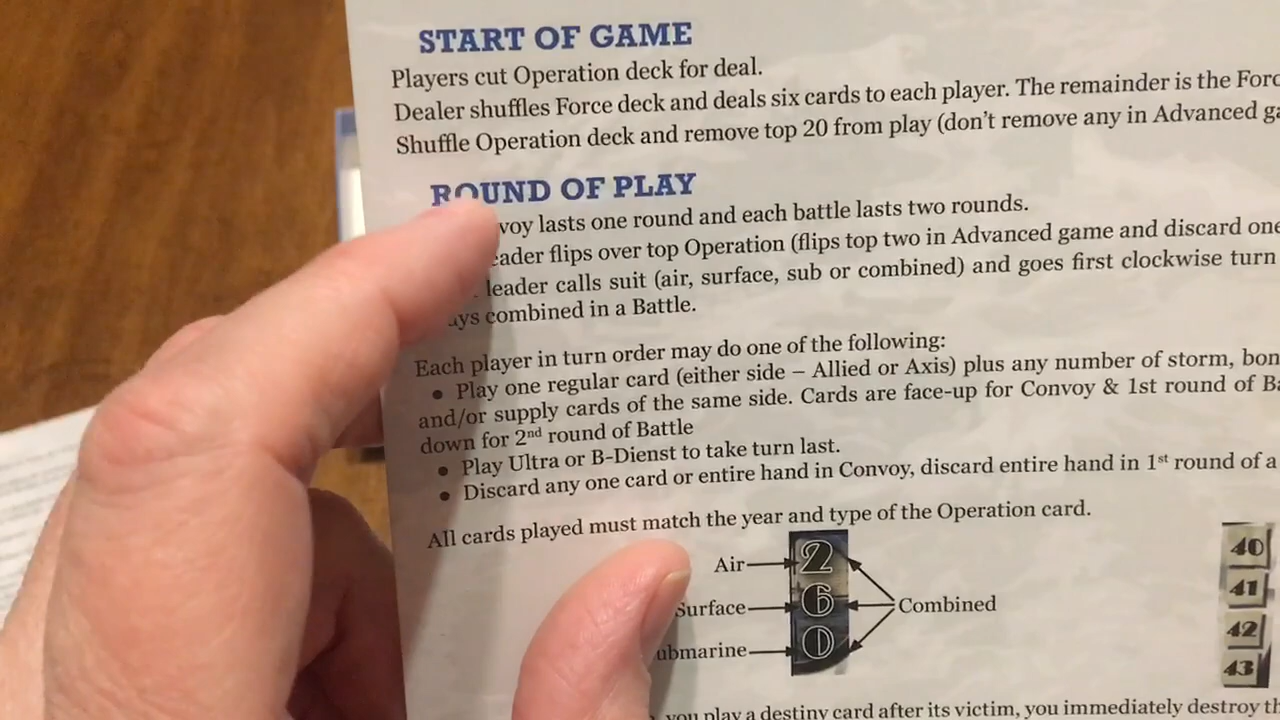 START OF GAME
Players cut Operation deck for deal.
Dealer shuffles Force deck and deals six cards to each player. The remainder is the
Shuffle Operation deck and remove top 20 from play (don't remove any in Advanced
ROUND OF PLAY
lasts one round and each battle lasts two rounds.
flips over top Operation (flips top two in Advanced game and discard
leader calls suit (air, surface, sub or combined) and goes first clockwise turn
combined in a Battle.
Each player in turn order may do one of the following:
• Play one regular card (either side – Allied or Axis) plus any number of storm,
and/or supply cards of the same side. Cards are face-up for Convoy & 1st round of
down for 2nd round of Battle
• Play Ultra or B-Dienst to take turn last.
• Discard any one card or entire hand in Convoy, discard entire hand in 1st round of a
All cards played must match the year and type of the Operation card.
Air 2
Surface 6 Combined
0
40
41
42
43
you play a destiny card after its victim, you immediately destroy